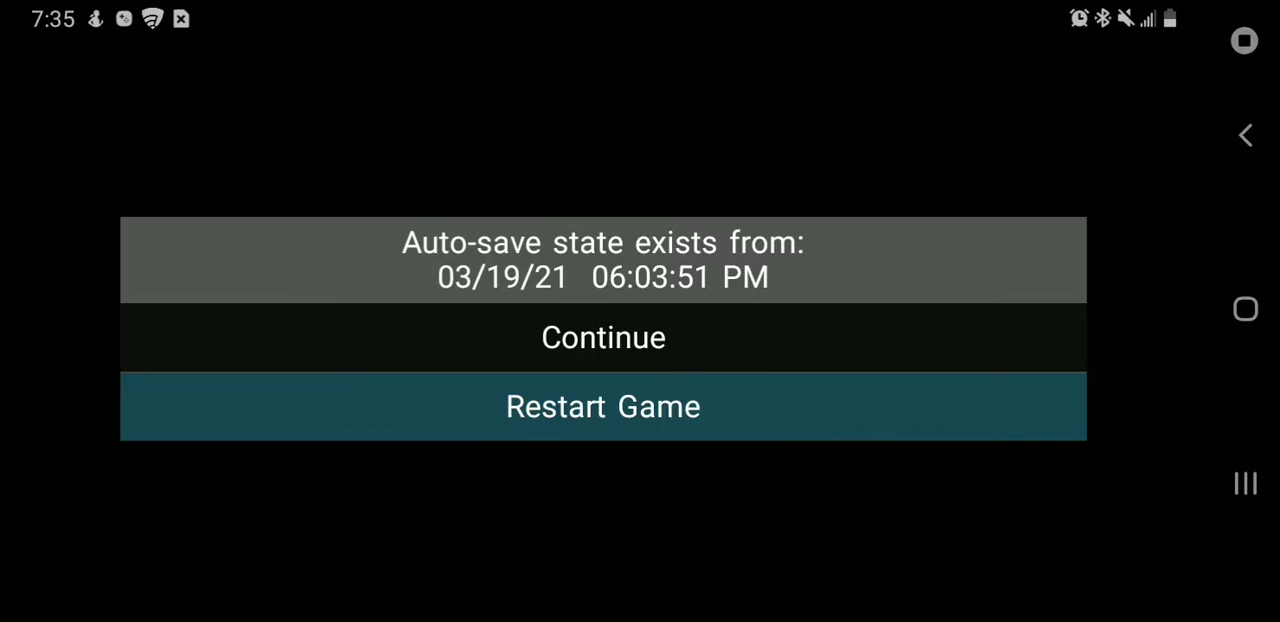 7:35
Auto-save state exists from:
03/19/21 06:03:51 PM
Continue
Restart Game